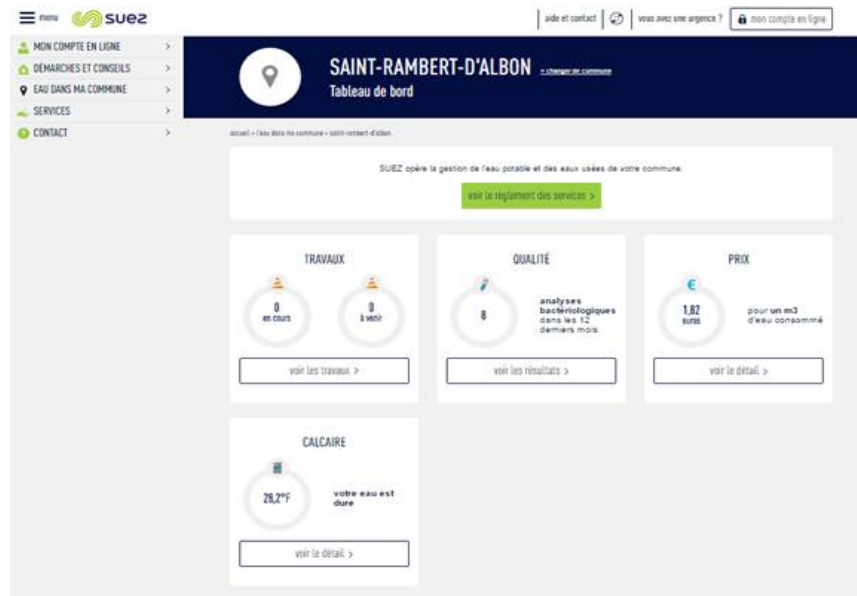 menu
suez
aide et contact
vous avez une urgence ?
mon compte en ligne
MON COMPTE EN LIGNE >
DÉMARCHES ET CONSEILS >
EAU DANS MA COMMUNE >
SERVICES >
CONTACT >
SAINT-RAMBERT-D'ALBON > changer de commune
Tableau de bord
accueil > l'eau dans ma commune > saint-rambert-d'albon
SUEZ opère la gestion de l'eau potable et des eaux usées de votre commune.
voir le règlement des services >
TRAVAUX
0
en cours
0
à venir
voir les travaux >
QUALITÉ
8
analyses
bactériologiques
dans les 12
derniers mois
voir les résultats >
PRIX
€
1,82
euros
pour un m3
d'eau consommé
voir le détail >
CALCAIRE
28,2°F
votre eau est
dure
voir le détail >